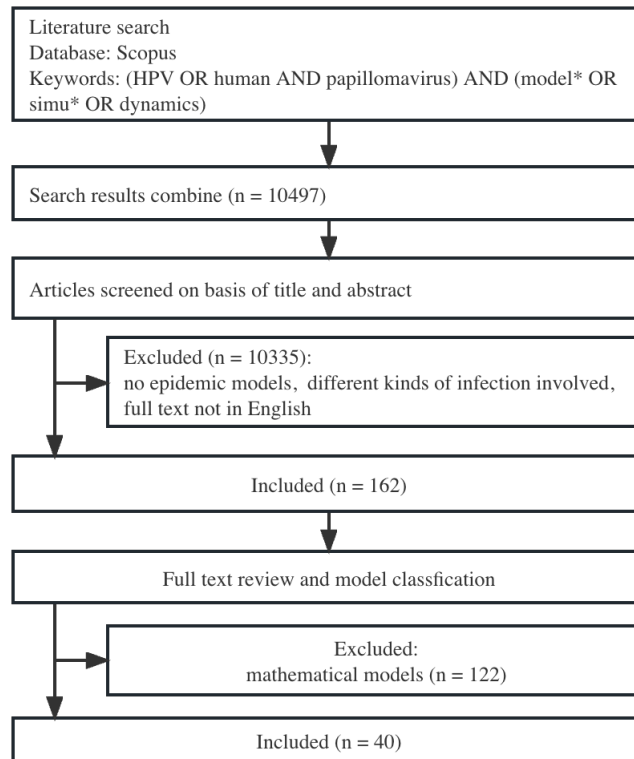 Literature search
Database: Scopus
Keywords: (HPV OR human AND papillomavirus) AND (model* OR
simu* OR dynamics)
Search results combine (n = 10497)
Articles screened on basis of title and abstract
Excluded (n = 10335):
no epidemic models, different kinds of infection involved,
full text not in English
Included (n = 162)
Full text review and model classfication
Excluded:
mathematical models (n = 122)
Included (n = 40)